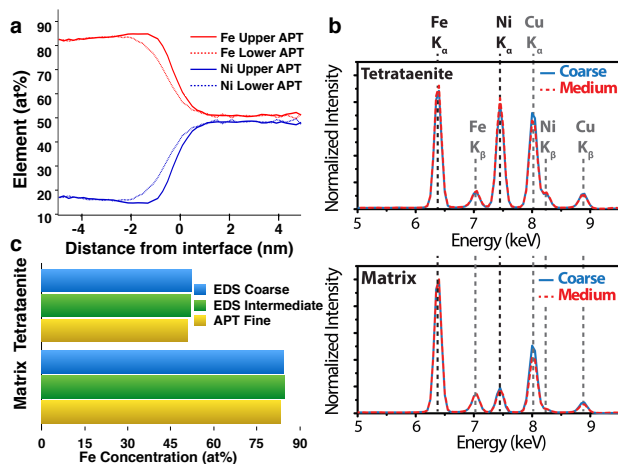 a
Element (at%)
90
80
70
60
50
40
30
20
10
Fe Upper APT
Fe Lower APT
Ni Upper APT
Ni Lower APT
-4
-2
0
2
4
Distance from interface (nm)
b
Fe
Kα
Ni
Kα
Cu
Kα
Tetrataenite
Coarse
Medium
Fe
Kβ
Ni
Kβ
Cu
Kβ
Normalized Intensity
5 6 7 8 9
Energy (keV)
Matrix
Coarse
Medium
Normalized Intensity
5 6 7 8 9
Energy (keV)
c
Tetrataenite
Matrix
EDS Coarse
EDS Intermediate
APT Fine
0 15 30 45 60 75 90
Fe Concentration (at%)